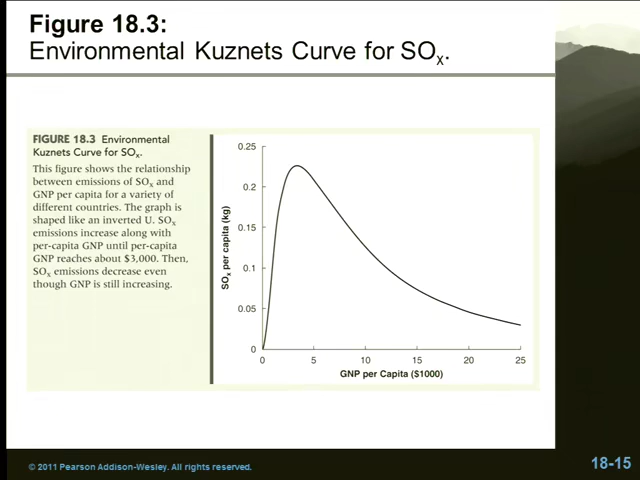 Figure 18.3:
Environmental Kuznets Curve for SOx.
FIGURE 18.3 Environmental
Kuznets Curve for SOx.
This figure shows the relationship
between emissions of SOx and
GNP per capita for a variety of
different countries. The graph is
shaped like an inverted U. SOx
emissions increase along with
per-capita GNP until per-capita
GNP reaches about $3,000. Then,
SOx emissions decrease even
though GNP is still increasing.
SOx per capita (kg)
0.25
0.2
0.15
0.1
0.05
0
0 5 10 15 20 25
GNP per Capita ($1000)
© 2011 Pearson Addison-Wesley. All rights reserved.
18-15